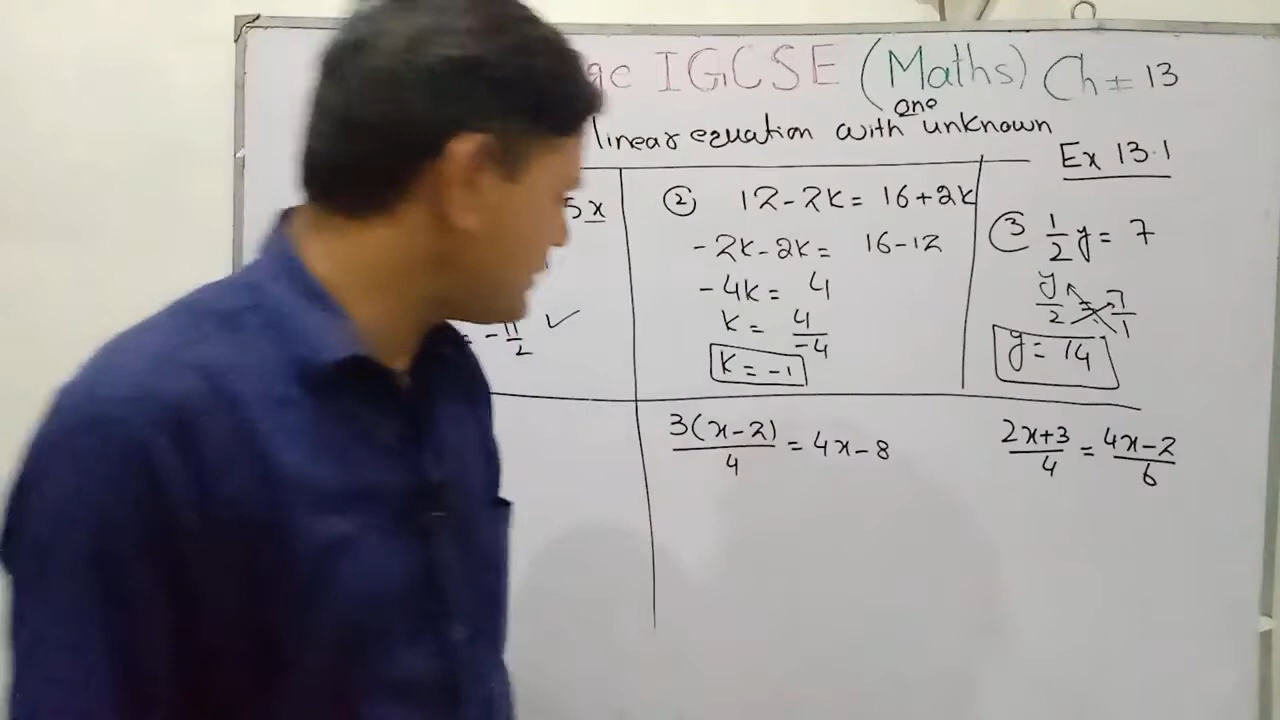 IGCSE (Maths) Ch = 13
linear equation with one unknown
Ex 13.1
5x
= -11/2 ✓
② 12-2k = 16+2k
-2k-2k = 16-12
-4k = 4
k = 4/-4
k = -1
③ 1/2 y = 7
y/2 = 7/1
y = 14
3(x-2)/4 = 4x-8
2x+3/4 = 4x-2/6